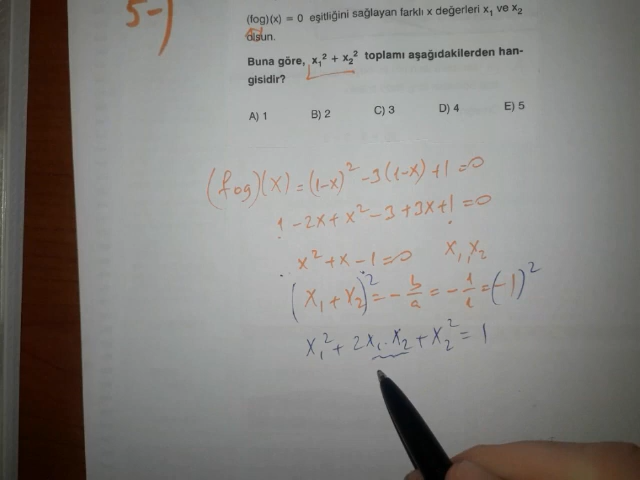 5-)
(fog)(x) = 0 eşitliğini sağlayan farklı x değerleri x₁ ve x₂
olsun.
Buna göre, x₁² + x₂² toplamı aşağıdakilerden han-
gisidir?
A) 1 B) 2 C) 3 D) 4 E) 5
(fog)(x) = (1-x)² -3(1-x) +1 =0
1 -2x + x² -3 +3x +1 =0
x² +x -1 =0 x₁, x₂
(x₁ + x₂)² = -b/a = -1/1 = (-1)²
x₁² + 2x₁.x₂ + x₂² = 1